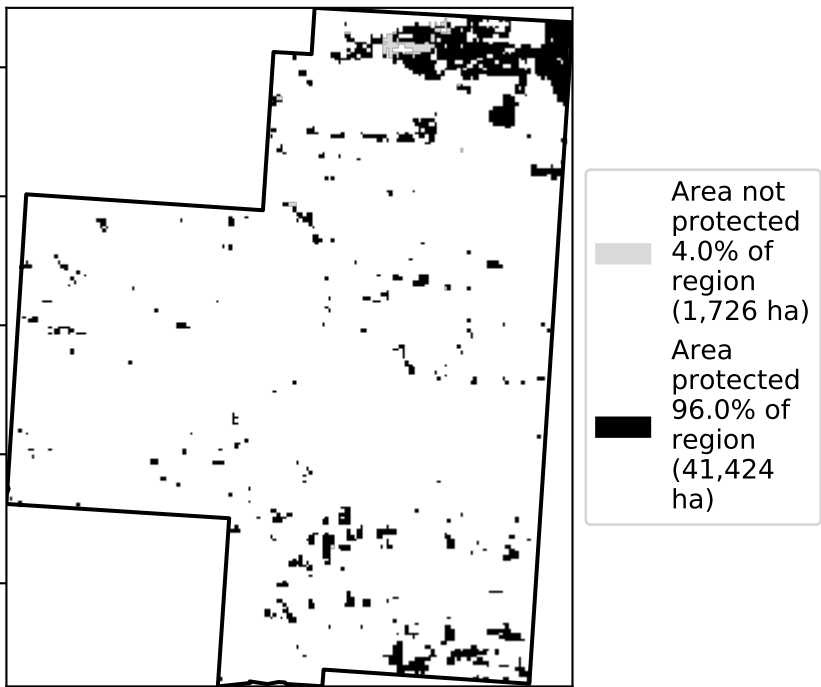 Area not
protected
4.0% of
region
(1,726 ha)
Area
protected
96.0% of
region
(41,424
ha)